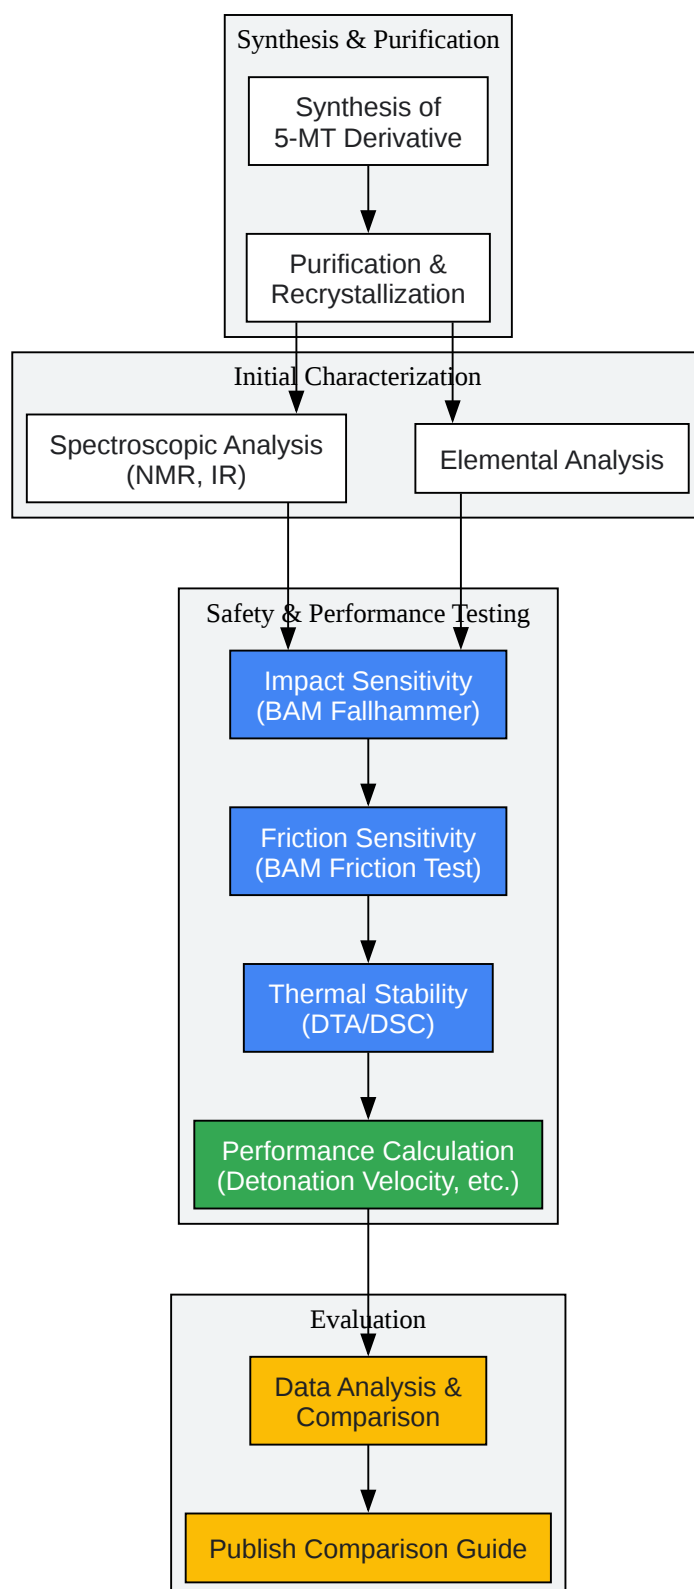 Synthesis & Purification
Synthesis of
5-MT Derivative
Purification &
Recrystallization
Initial Characterization
Spectroscopic Analysis
(NMR, IR)
Elemental Analysis
Safety & Performance Testing
Impact Sensitivity
(BAM Fallhammer)
Friction Sensitivity
(BAM Friction Test)
Thermal Stability
(DTA/DSC)
Performance Calculation
(Detonation Velocity, etc.)
Evaluation
Data Analysis &
Comparison
Publish Comparison Guide